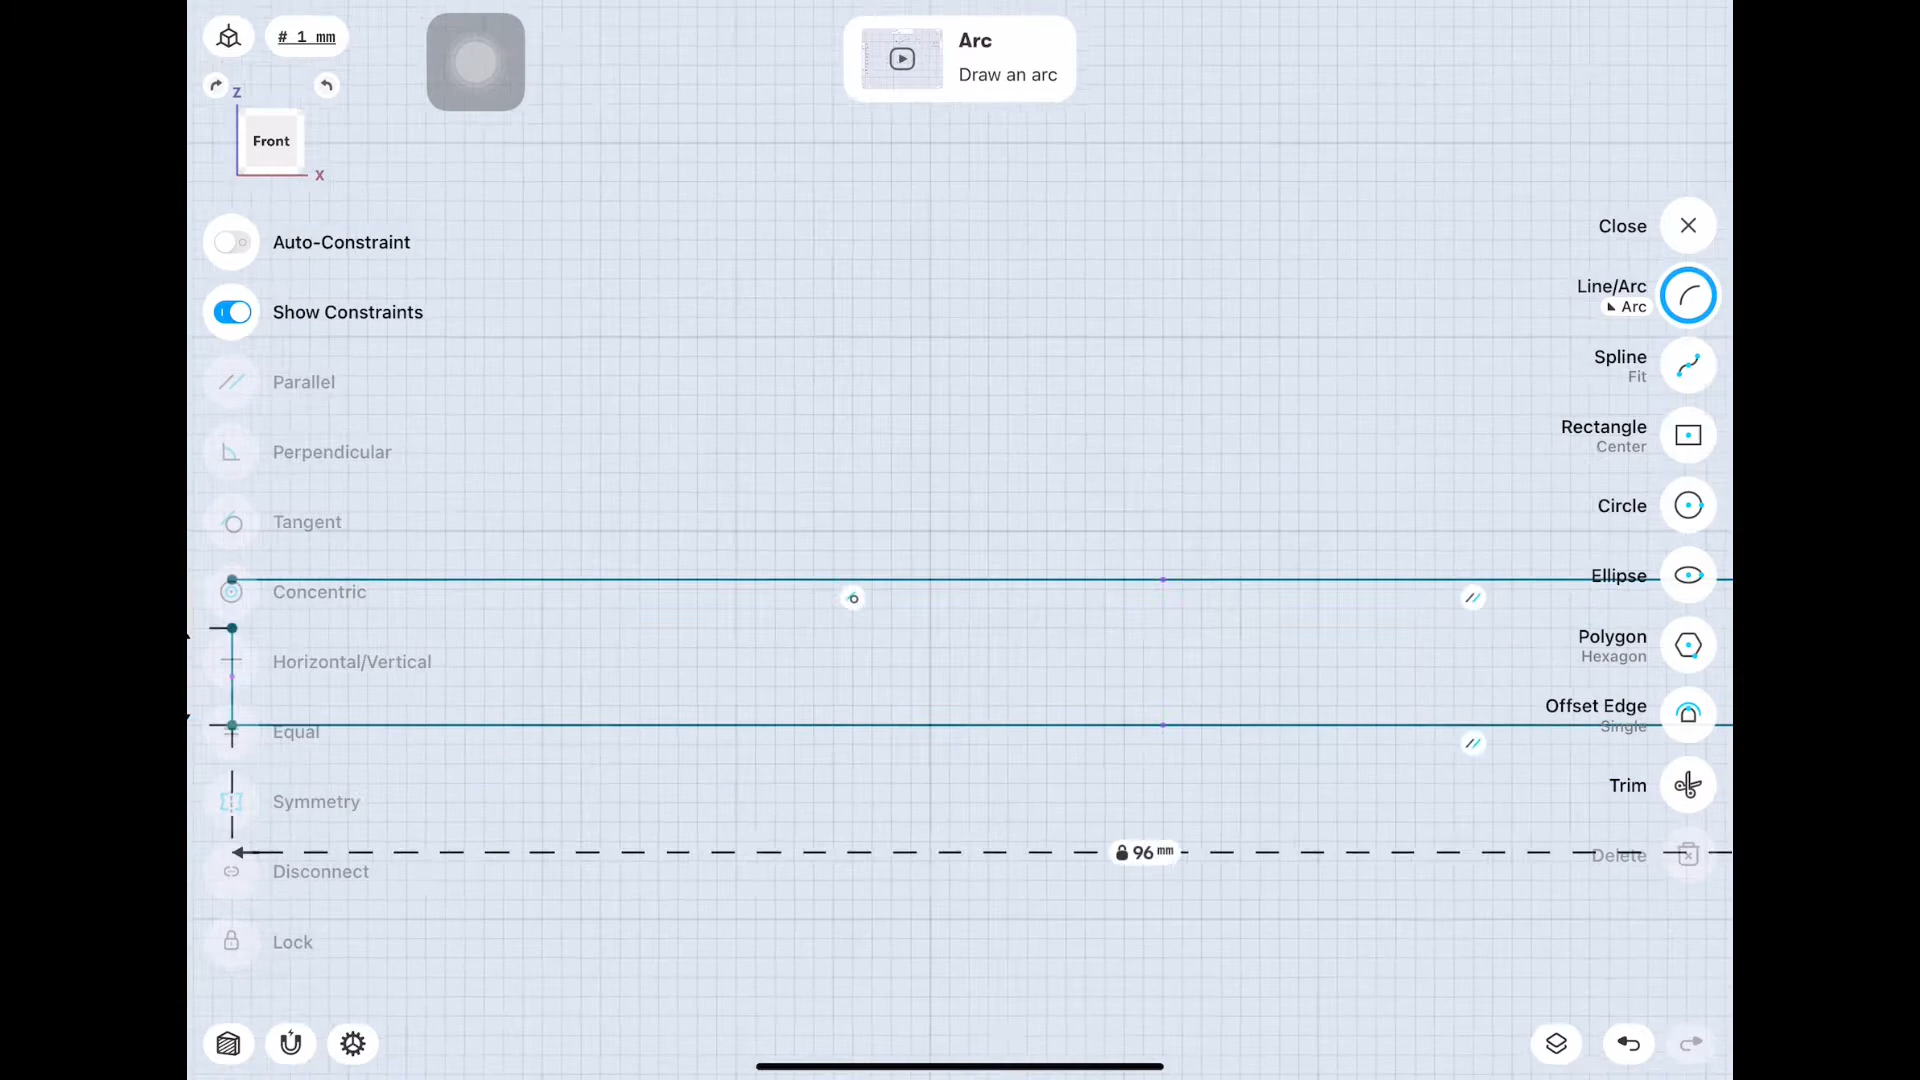 # 1 mm
Arc
Draw an arc
Z
Front
X
Auto-Constraint
Show Constraints
Parallel
Perpendicular
Tangent
Concentric
Horizontal/Vertical
Equal
Symmetry
Disconnect
Lock
96 mm
Close
Line/Arc
Arc
Spline
Fit
Rectangle
Center
Circle
Ellipse
Polygon
Hexagon
Offset Edge
Single
Trim
Delete